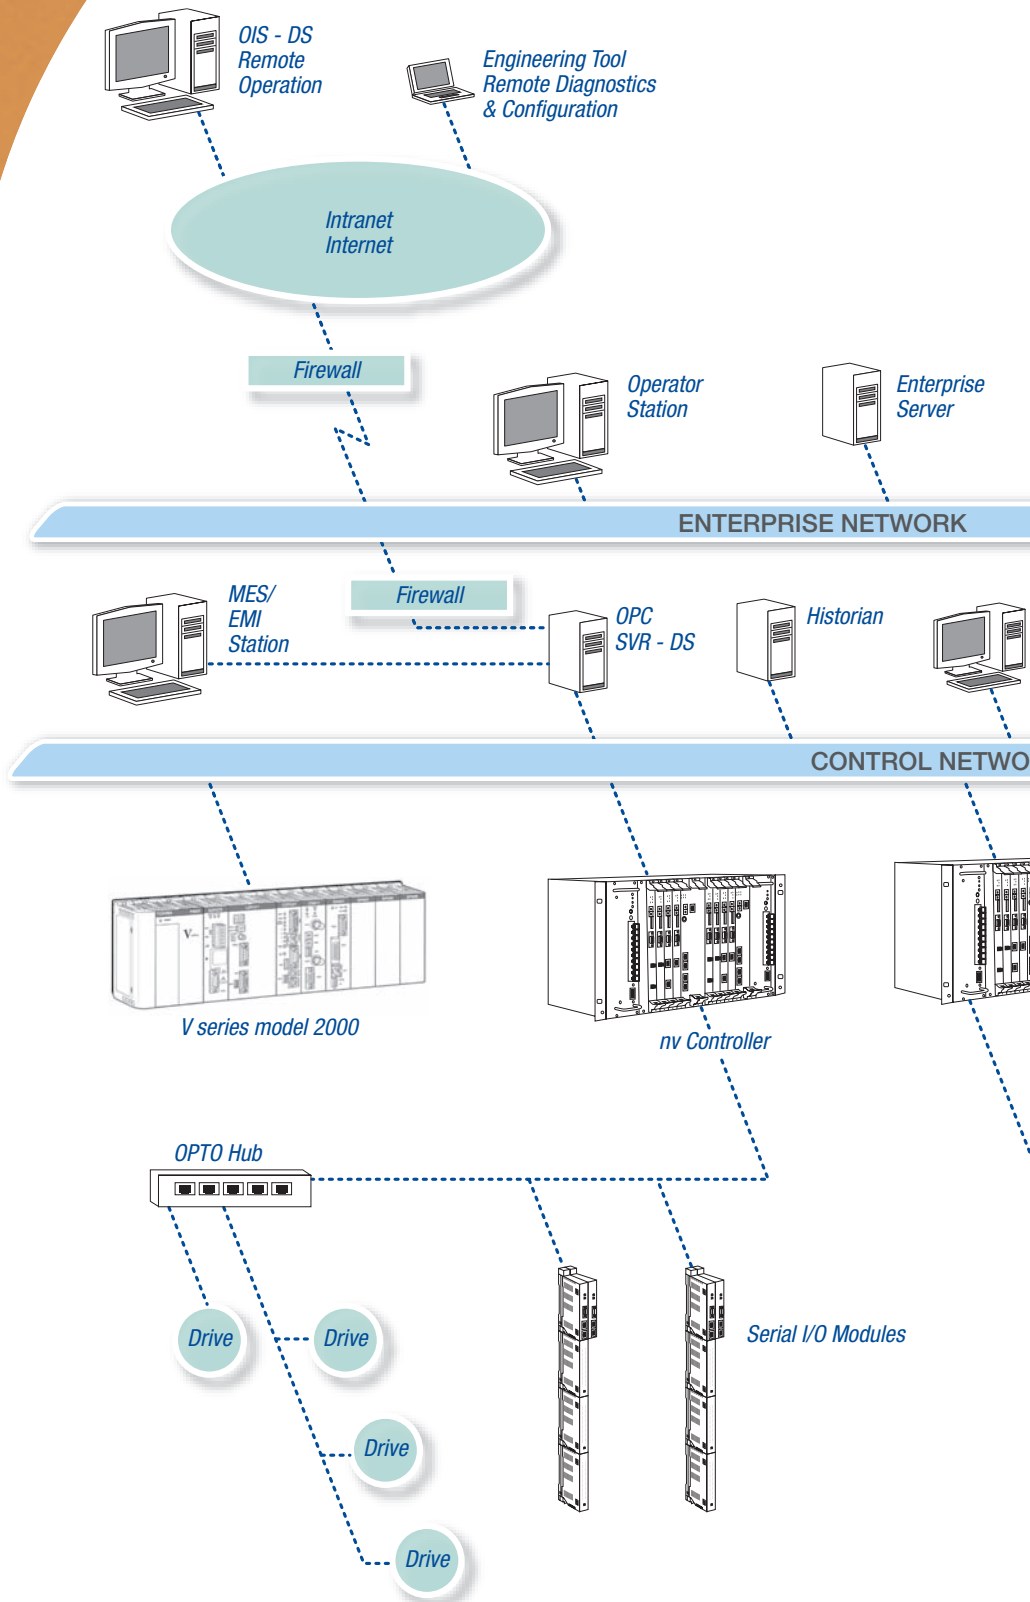 OIS - DS
Remote
Operation
Engineering Tool
Remote Diagnostics
& Configuration
Intranet
Internet
Firewall
Operator
Station
Enterprise
Server
ENTERPRISE NETWORK
MES/
EMI
Station
Firewall
OPC
SVR - DS
Historian
CONTROL NETWO
V
V series model 2000
nv Controller
OPTO Hub
Drive
Drive
Serial I/O Modules
Drive
Drive